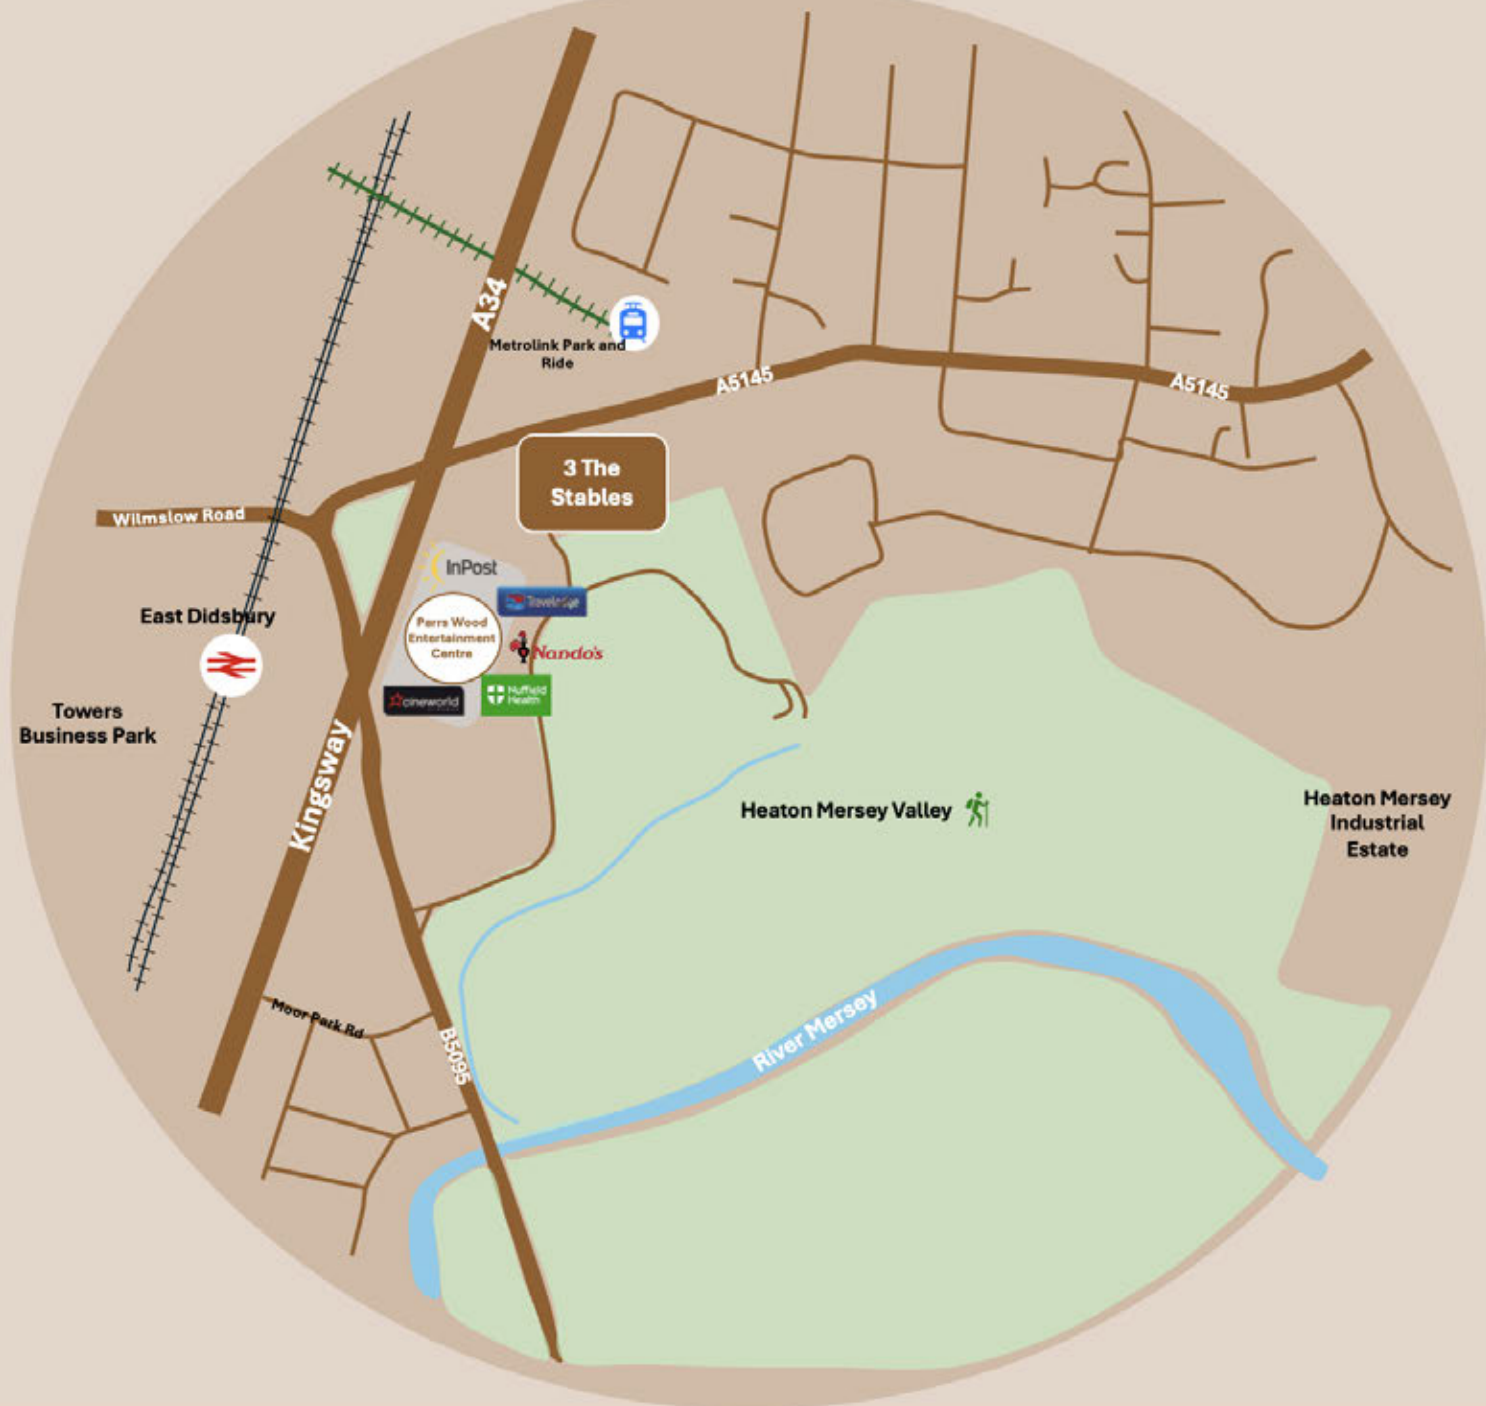 A34
Metrolink Park and
Ride
A5145
A5145
3 The
Stables
Wilmslow Road
InPost
Travelodge
East Didsbury
Parrs Wood
Entertainment
Centre
Nando's
cineworld
Nuffield
Health
Towers
Business Park
Kingsway
Heaton Mersey Valley
Heaton Mersey
Industrial
Estate
Moor Park Rd
River Mersey
B5095